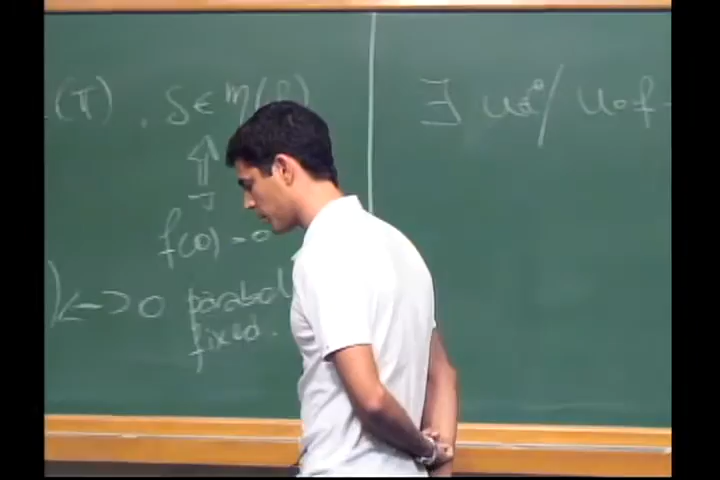 (𝕋) , S ∈ η(
f(0) = 0
) ⟷ 0 parabol
fixed.
∃ / u∘f